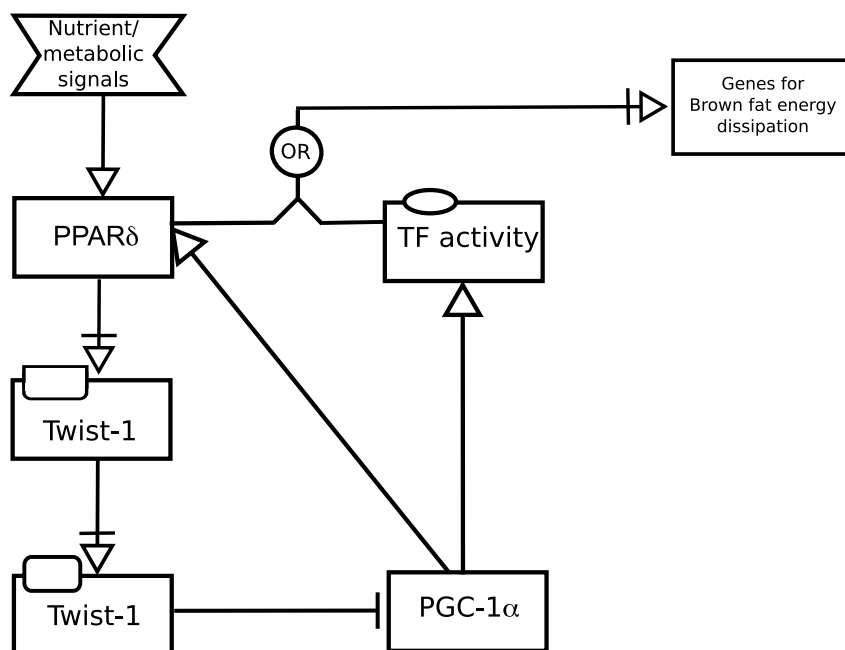 Nutrient/
metabolic
signals
Genes for
Brown fat energy
dissipation
OR
PPARδ
TF activity
Twist-1
Twist-1
PGC-1α